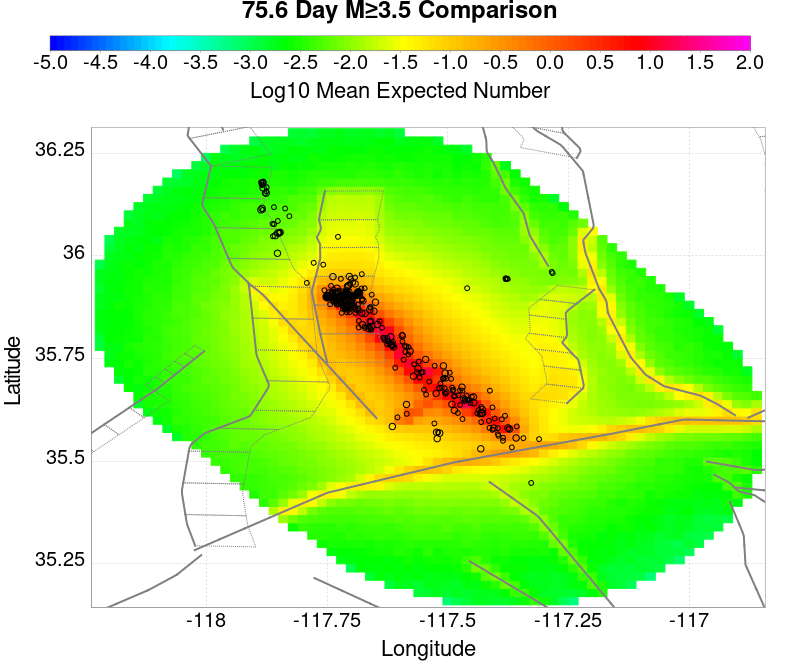 75.6 Day M≥3.5 Comparison
-5.0 -4.5 -4.0 -3.5 -3.0 -2.5 -2.0 -1.5 -1.0 -0.5 0.0 0.5 1.0 1.5 2.0
Log10 Mean Expected Number
36.25
36
35.75
35.5
35.25
Latitude
-118 -117.75 -117.5 -117.25 -117
Longitude